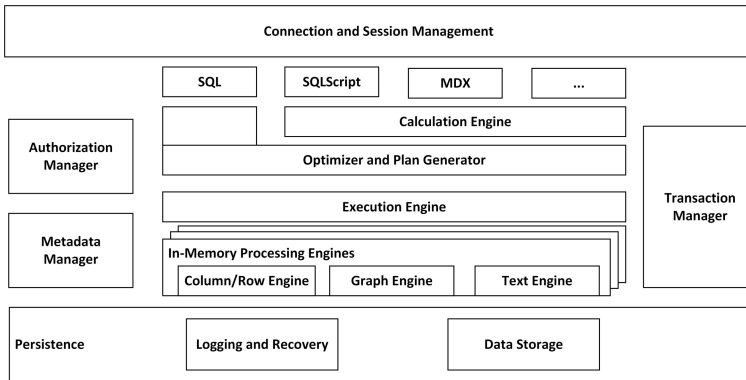 Connection and Session Management
SQL
SQLScript
MDX
...
Calculation Engine
Authorization
Manager
Optimizer and Plan Generator
Transaction
Manager
Execution Engine
Metadata
Manager
In-Memory Processing Engines
Column/Row Engine
Graph Engine
Text Engine
Persistence
Logging and Recovery
Data Storage